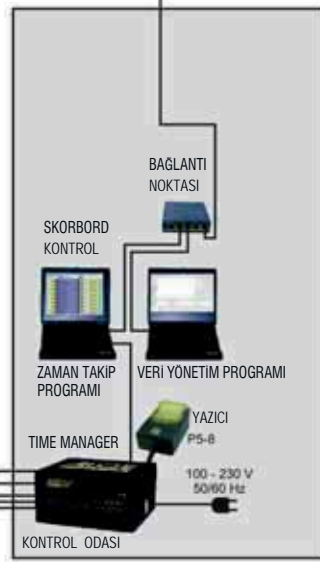 BAĞLANTI
NOKTASI
SKORBORD
KONTROL
ZAMAN TAKİP
PROGRAMI
VERİ YÖNETİM PROGRAMI
YAZICI
P5-8
TIME MANAGER
100 - 230 V
50/60 Hz
KONTROL ODASI